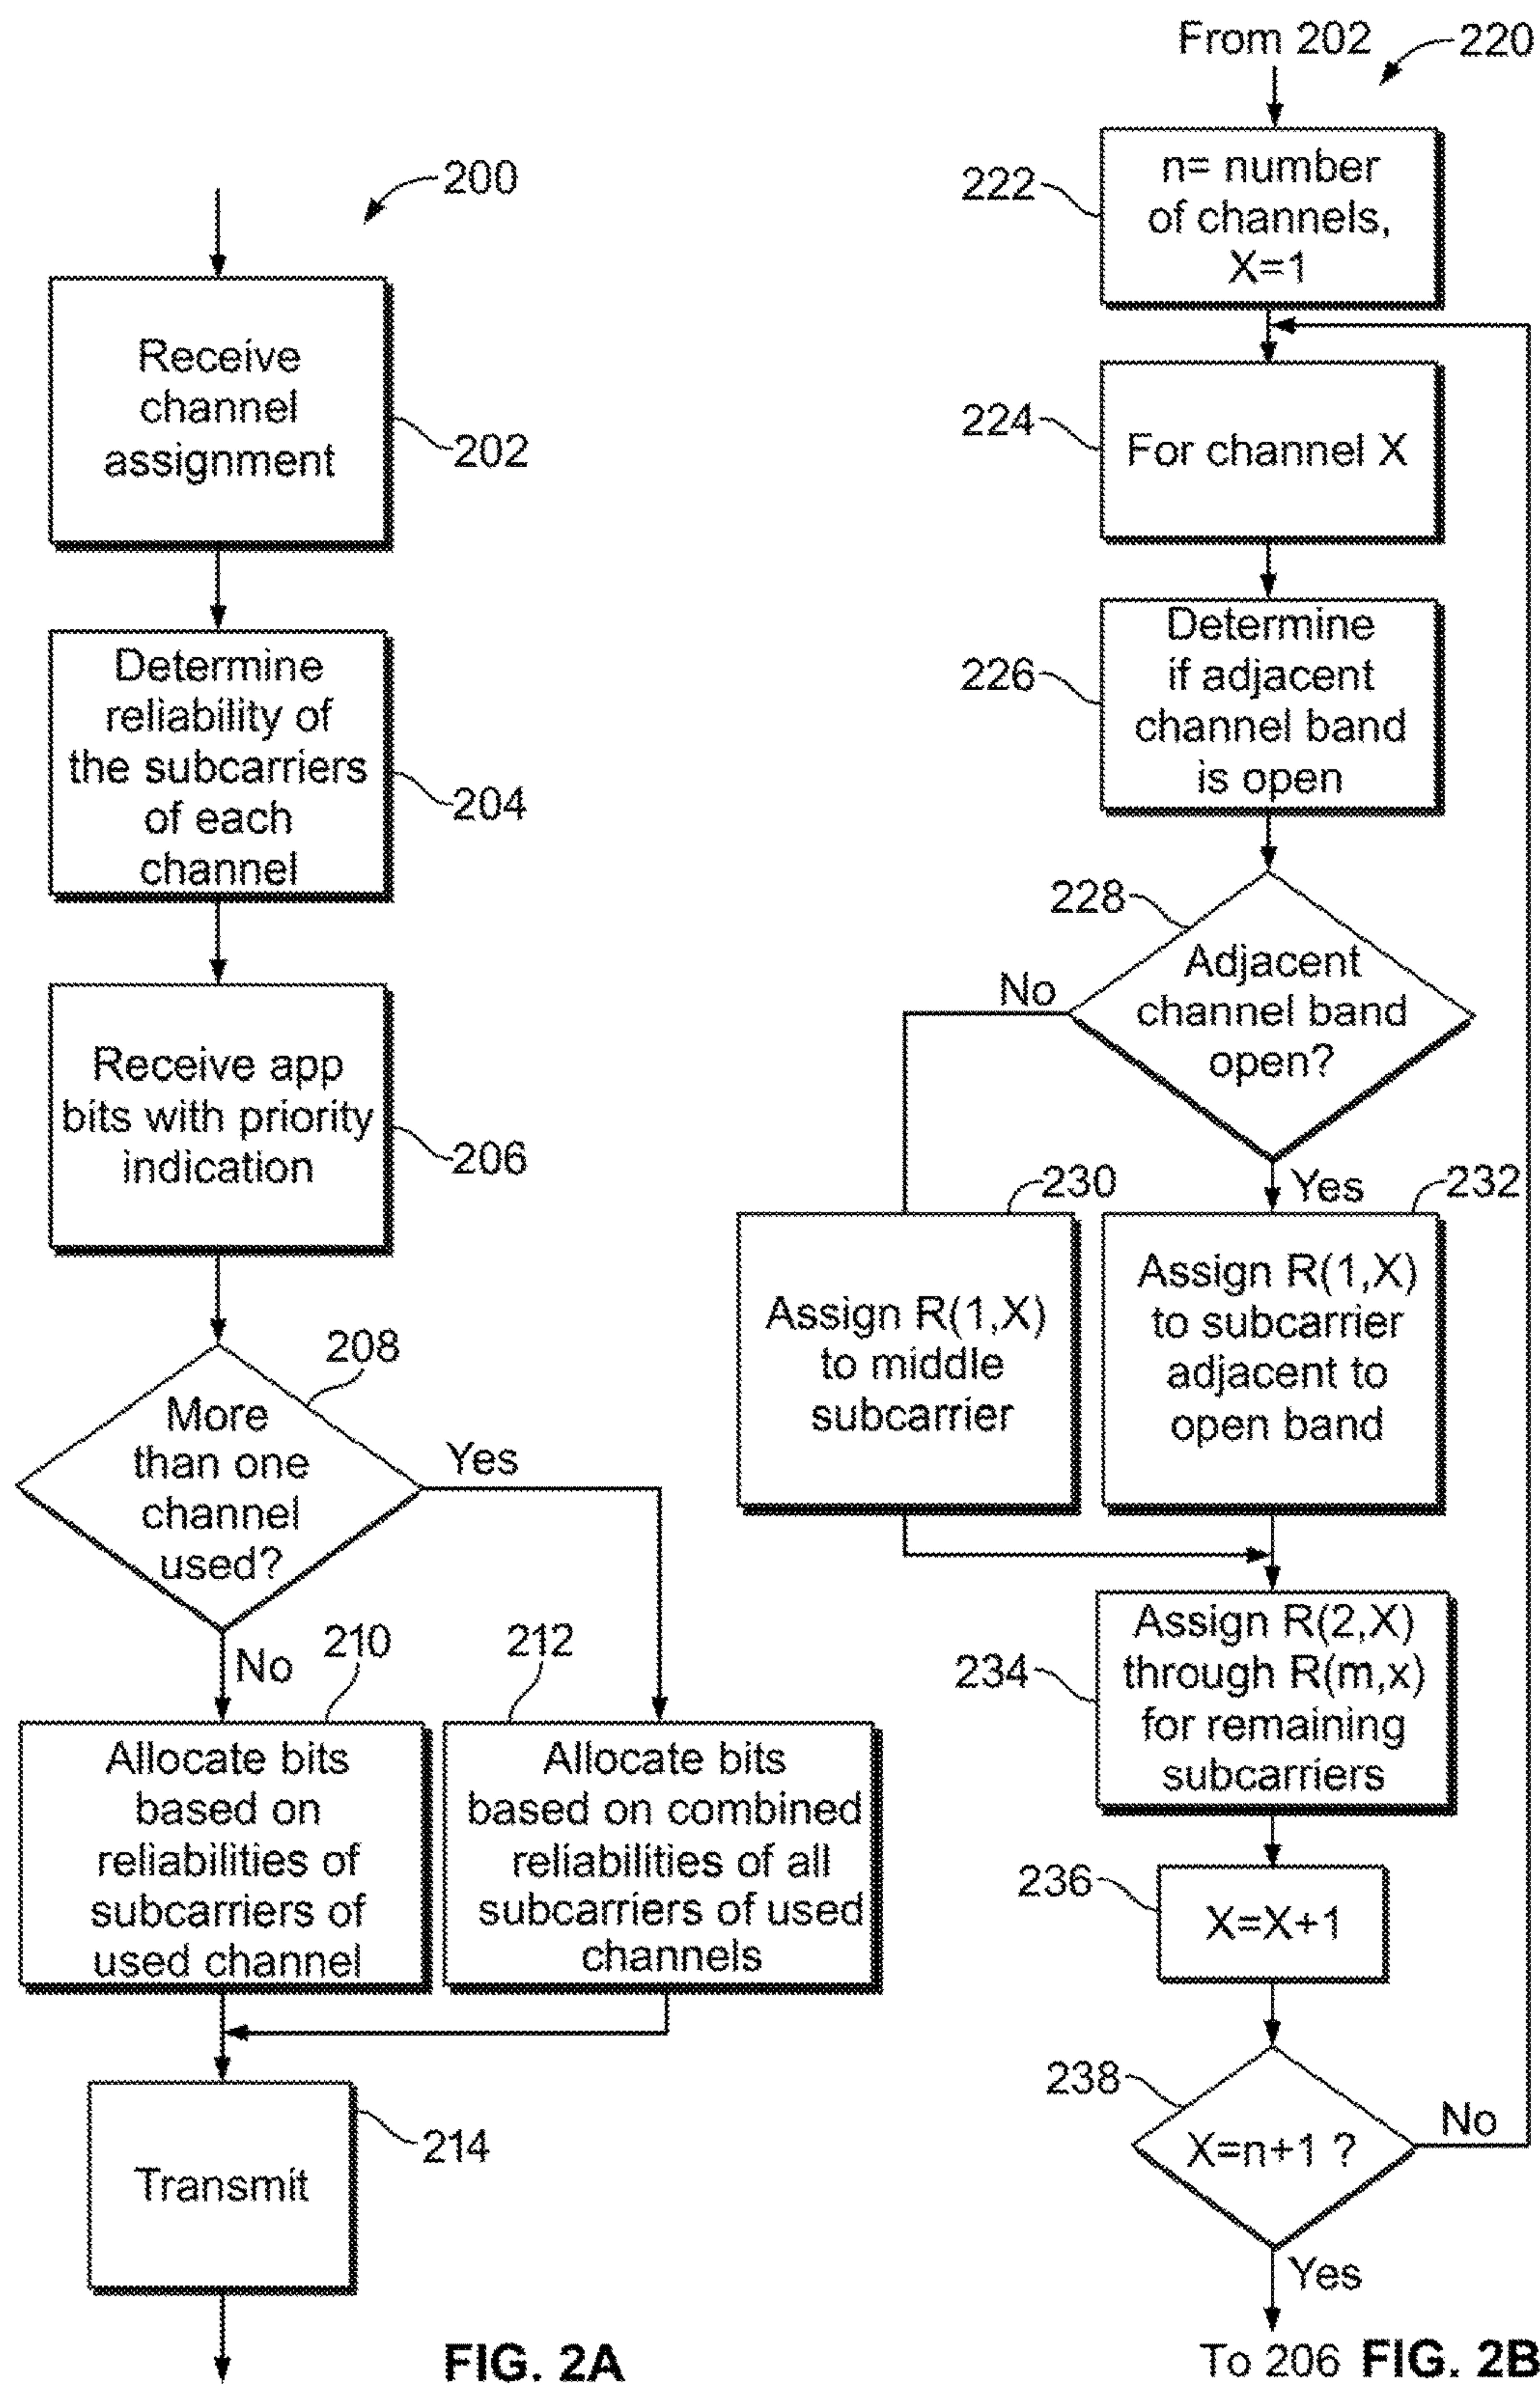 200
Receive
channel
assignment
202
Determine
reliability of
the subcarriers
of each
channel
204
Receive app
bits with priority
indication
206
208
More
than one
channel
used?
Yes
No
210
Allocate bits
based on
reliabilities of
subcarriers of
used channel
212
Allocate bits
based on combined
reliabilities of all
subcarriers of used
channels
Transmit
214
FIG. 2A
From 202
220
222
n= number
of channels,
X=1
224
For channel X
226
Determine
if adjacent
channel band
is open
228
Adjacent
channel band
open?
No
Yes
230
Assign R(1,X)
to middle
subcarrier
232
Assign R(1,X)
to subcarrier
adjacent to
open band
234
Assign R(2,X)
through R(m,x)
for remaining
subcarriers
236
X=X+1
238
X=n+1 ?
No
Yes
To 206
FIG. 2B